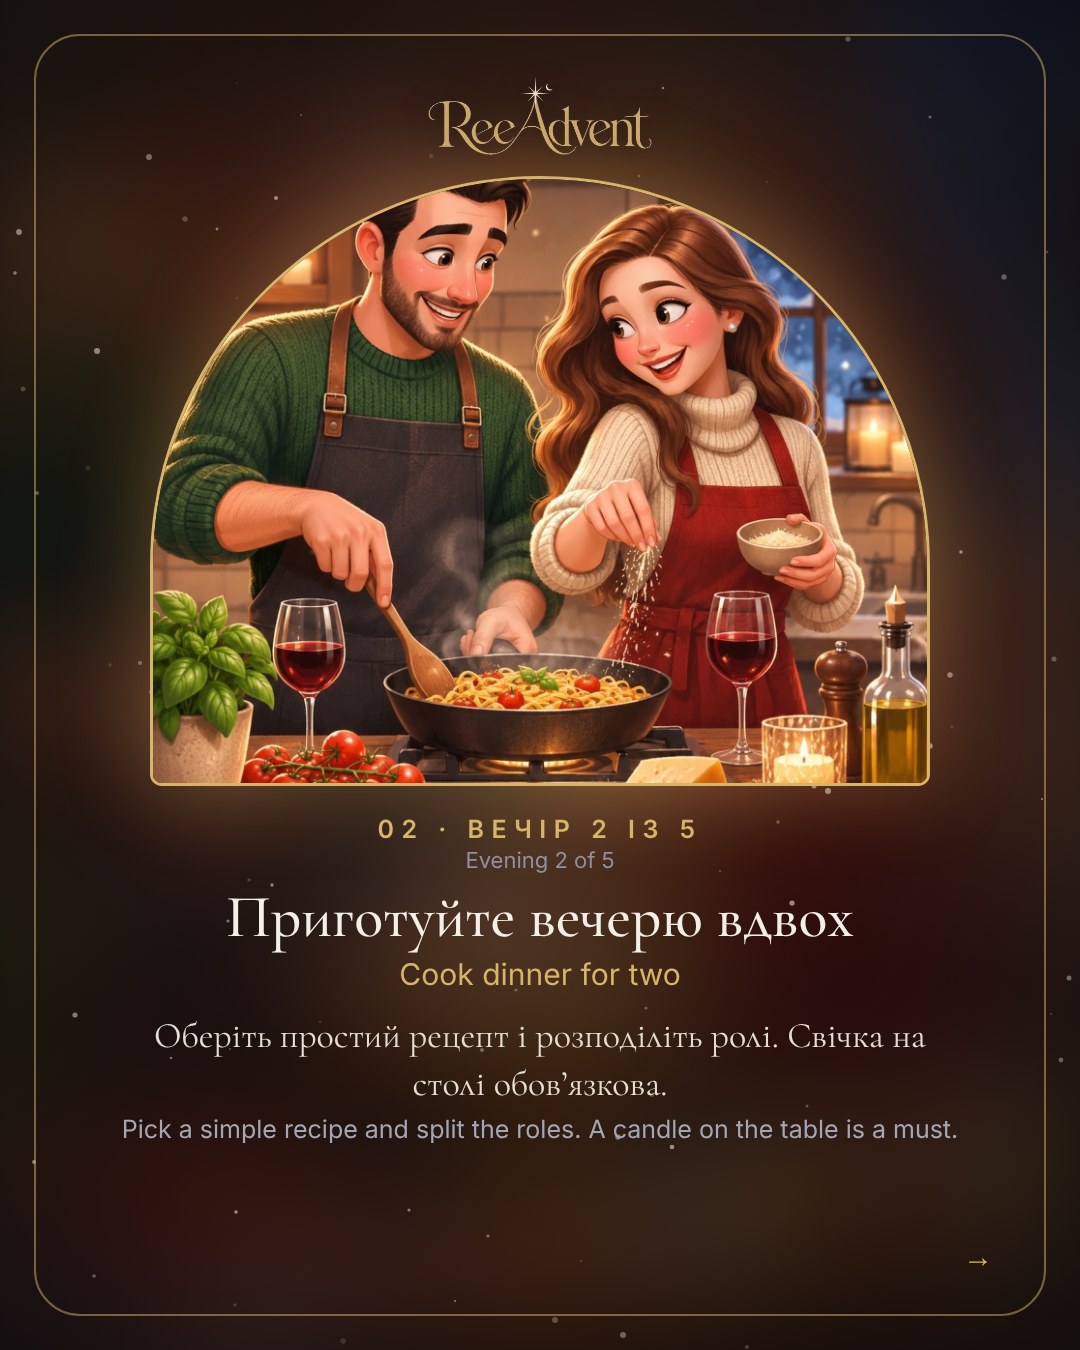 ReeAdvent
02 · ВЕЧІР 2 ІЗ 5
Evening 2 of 5
Приготуйте вечерю вдвох
Cook dinner for two
Оберіть простий рецепт і розподіліть ролі. Свічка на
столі обов’язкова.
Pick a simple recipe and split the roles. A candle on the table is a must.
→